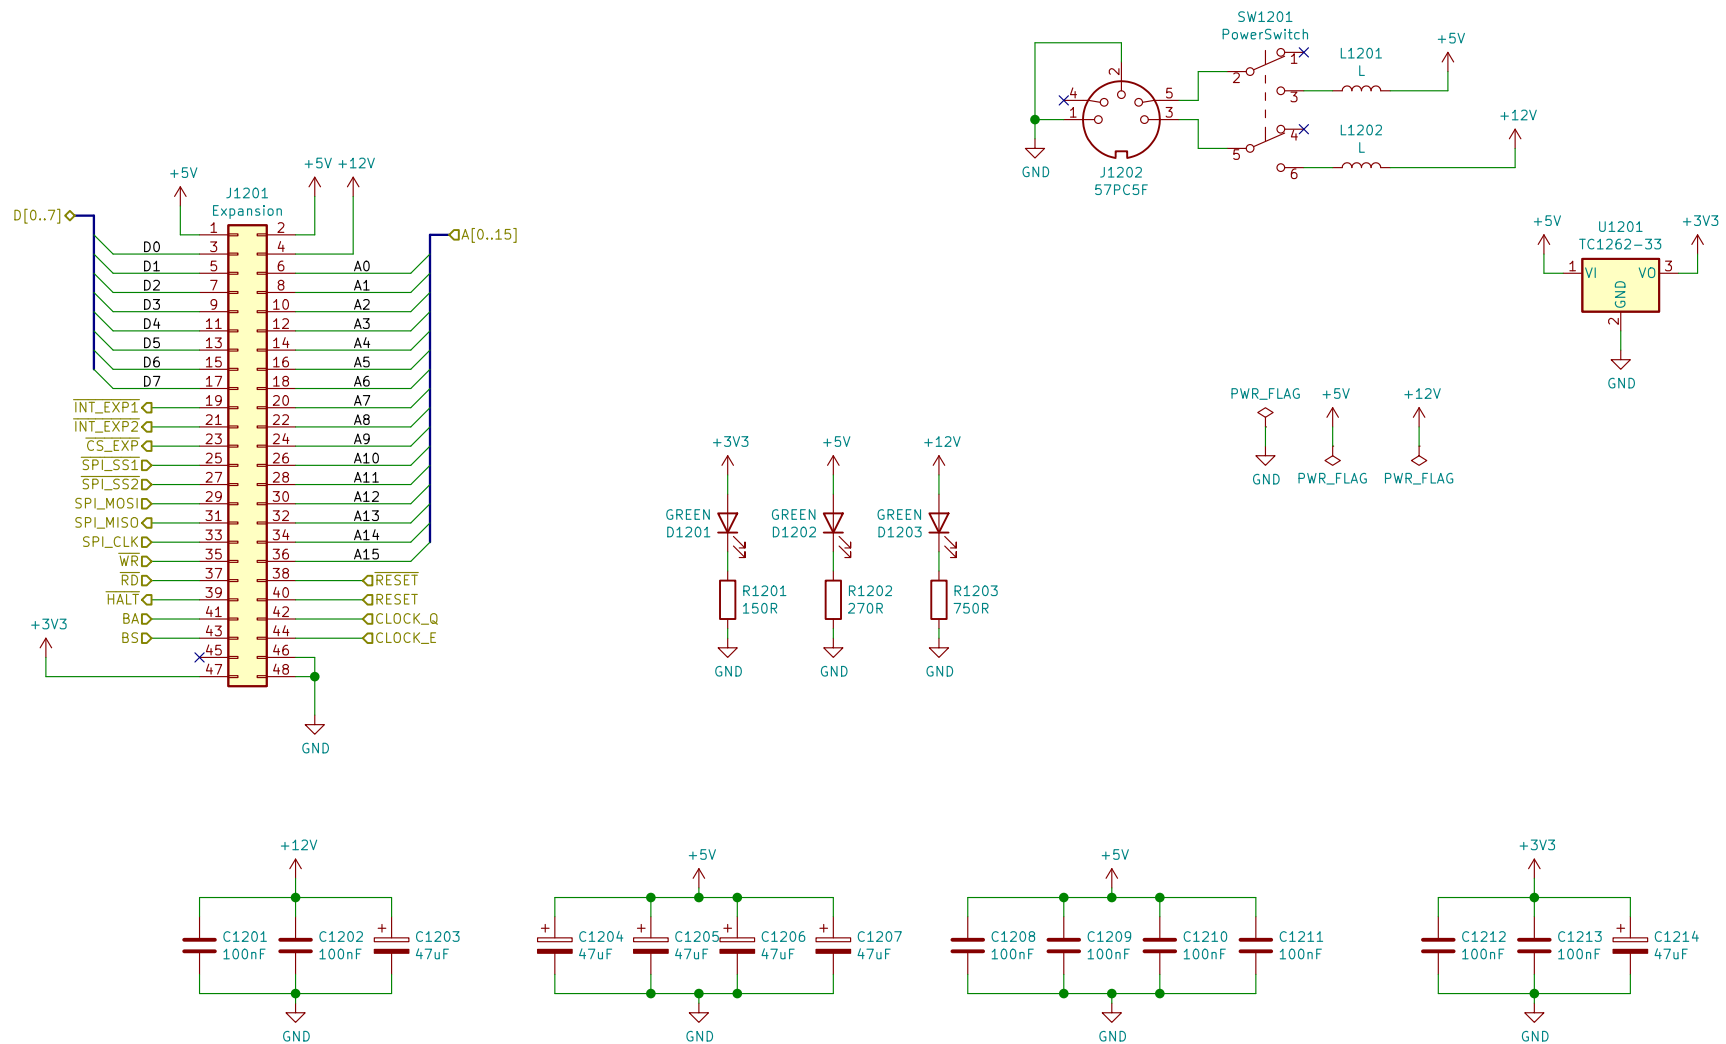 SW1201
PowerSwitch
+5V
L1201
L
1
2
3
2
4
5
1
3
+12V
L1202
L
4
5
6
GND
J1202
57PC5F
+5V
+5V +12V
J1201
Expansion
D[0..7]
A[0..15]
1 2
D0 3 4
D1 5 6 A0
D2 7 8 A1
D3 9 10 A2
D4 11 12 A3
D5 13 14 A4
D6 15 16 A5
D7 17 18 A6
INT_EXP1 19 20 A7
INT_EXP2 21 22 A8
CS_EXP 23 24 A9
SPI_SS1 25 26 A10
SPI_SS2 27 28 A11
SPI_MOSI 29 30 A12
SPI_MISO 31 32 A13
SPI_CLK 33 34 A14
WR 35 36 A15
RD 37 38 RESET
HALT 39 40 RESET
BA 41 42 CLOCK_Q
BS 43 44 CLOCK_E
+3V3
45 46
47 48
GND
+5V
U1201
TC1262-33
+3V3
1 VI VO 3
GND
2
GND
PWR_FLAG +5V +12V
GND PWR_FLAG PWR_FLAG
+3V3 +5V +12V
GREEN GREEN GREEN
D1201 D1202 D1203
R1201 R1202 R1203
150R 270R 750R
GND GND GND
+12V
C1201 C1202 + C1203
100nF 100nF 47uF
GND
+5V
+ C1204 + C1205 + C1206 + C1207
47uF 47uF 47uF 47uF
GND
+5V
C1208 C1209 C1210 C1211
100nF 100nF 100nF 100nF
GND
+3V3
C1212 C1213 + C1214
100nF 100nF 47uF
GND